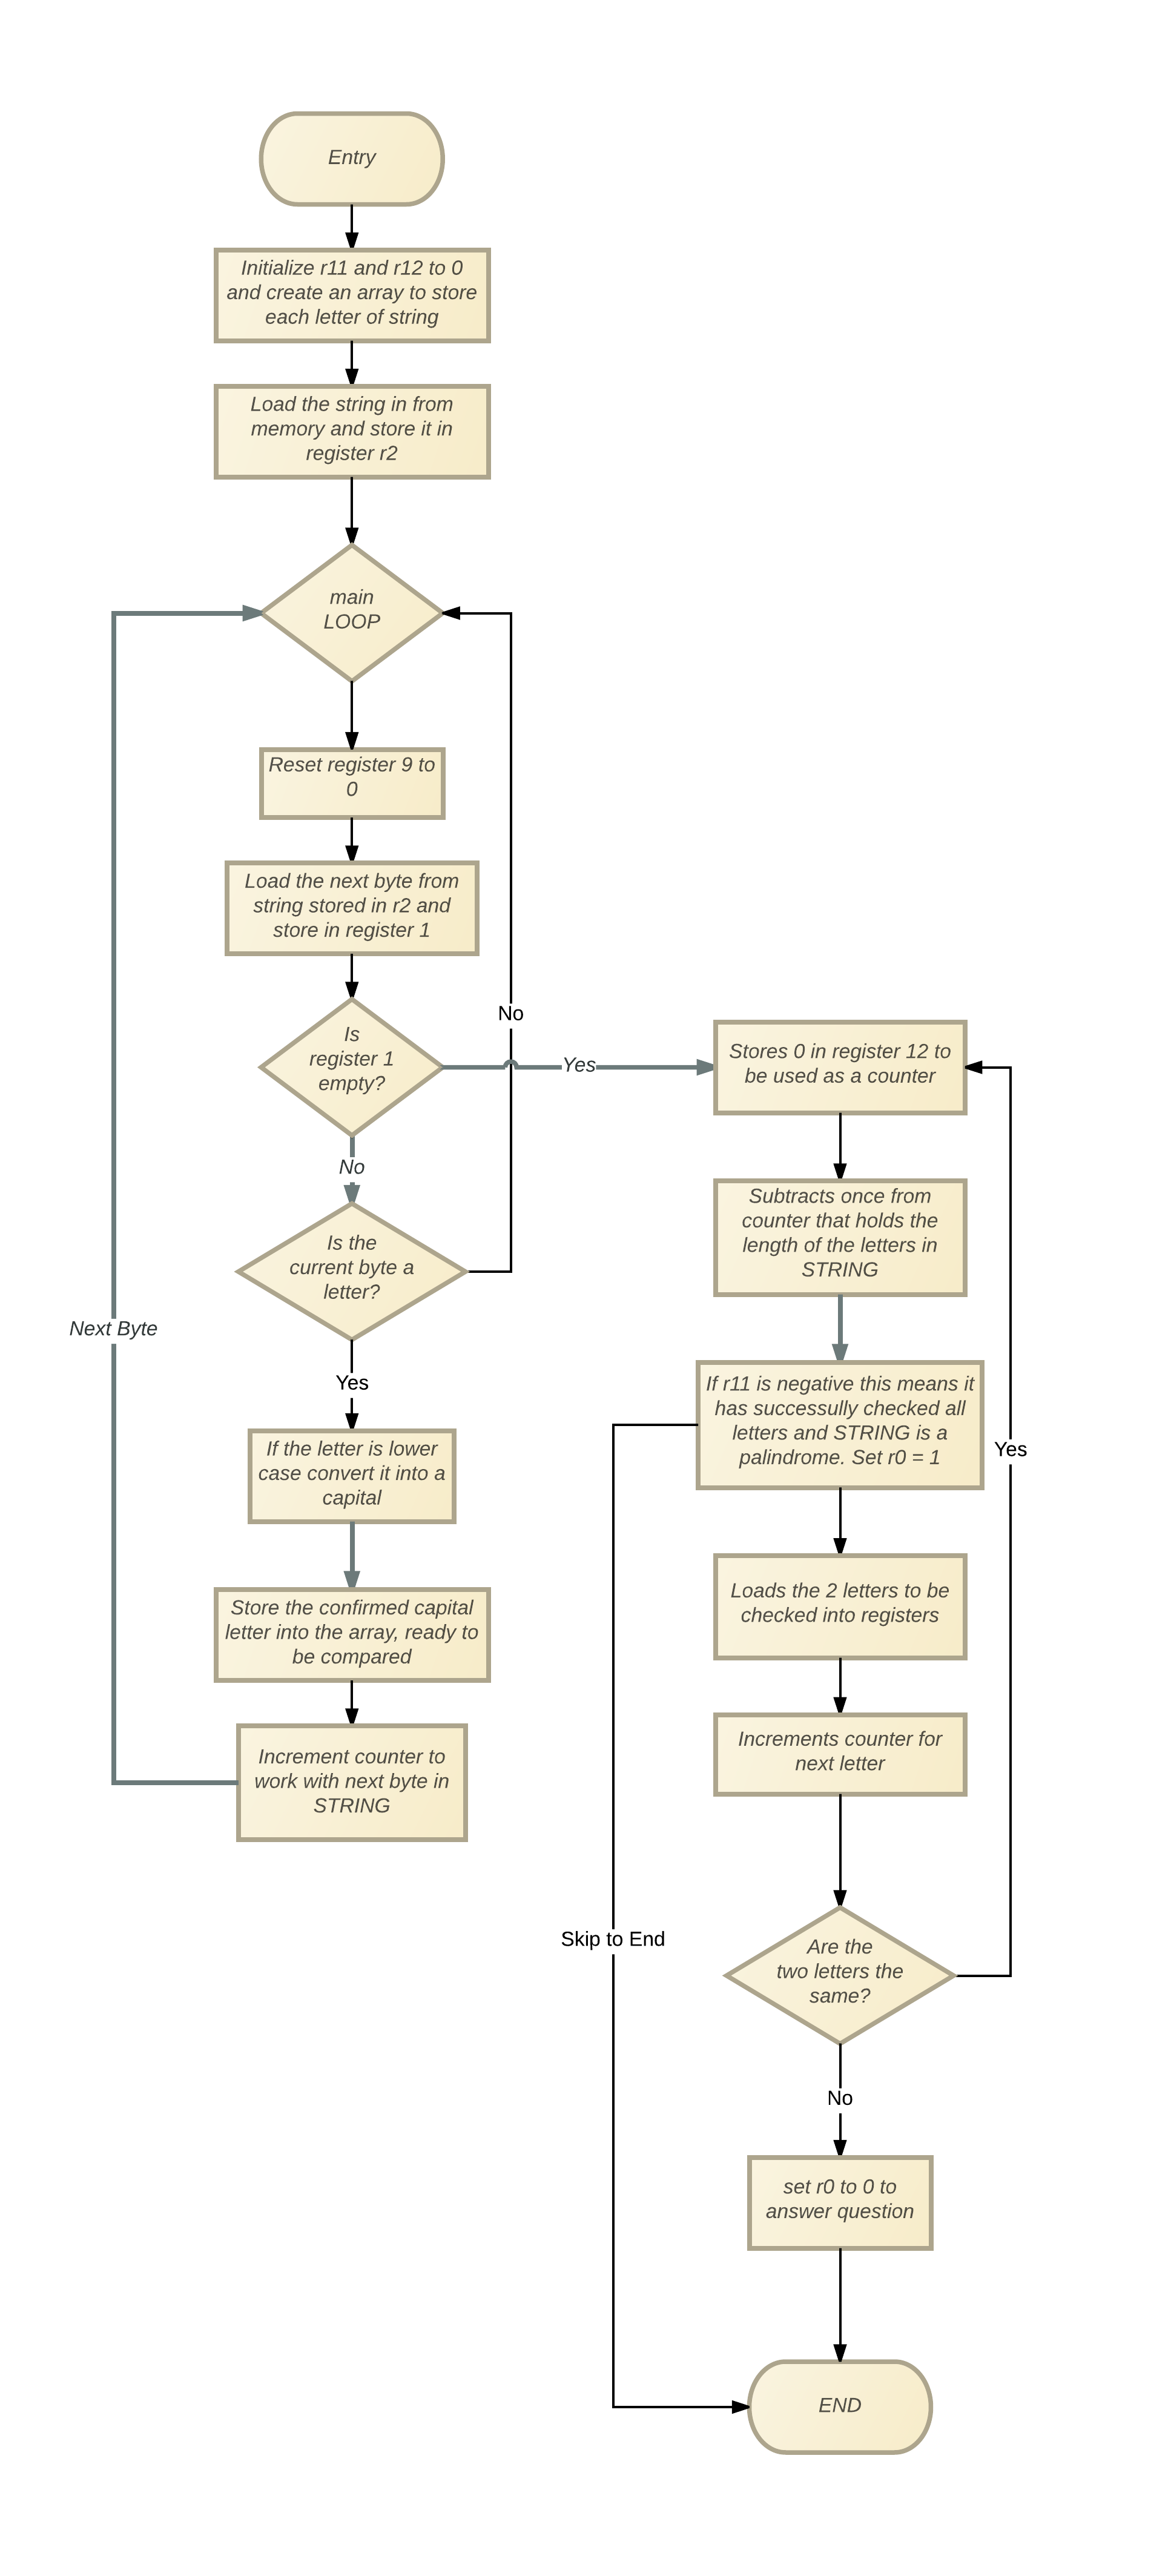 Entry
Initialize r11 and r12 to 0
and create an array to store
each letter of string
Load the string in from
memory and store it in
register r2
main
LOOP
Reset register 9 to
0
Load the next byte from
string stored in r2 and
store in register 1
Is
register 1
empty?
Yes
No
No
Is the
current byte a
letter?
Next Byte
Yes
If the letter is lower
case convert it into a
capital
Store the confirmed capital
letter into the array, ready to
be compared
Increment counter to
work with next byte in
STRING
Stores 0 in register 12 to
be used as a counter
Subtracts once from
counter that holds the
length of the letters in
STRING
If r11 is negative this means it
has successully checked all
letters and STRING is a
palindrome. Set r0 = 1
Yes
Loads the 2 letters to be
checked into registers
Increments counter for
next letter
Skip to End
Are the
two letters the
same?
No
set r0 to 0 to
answer question
END